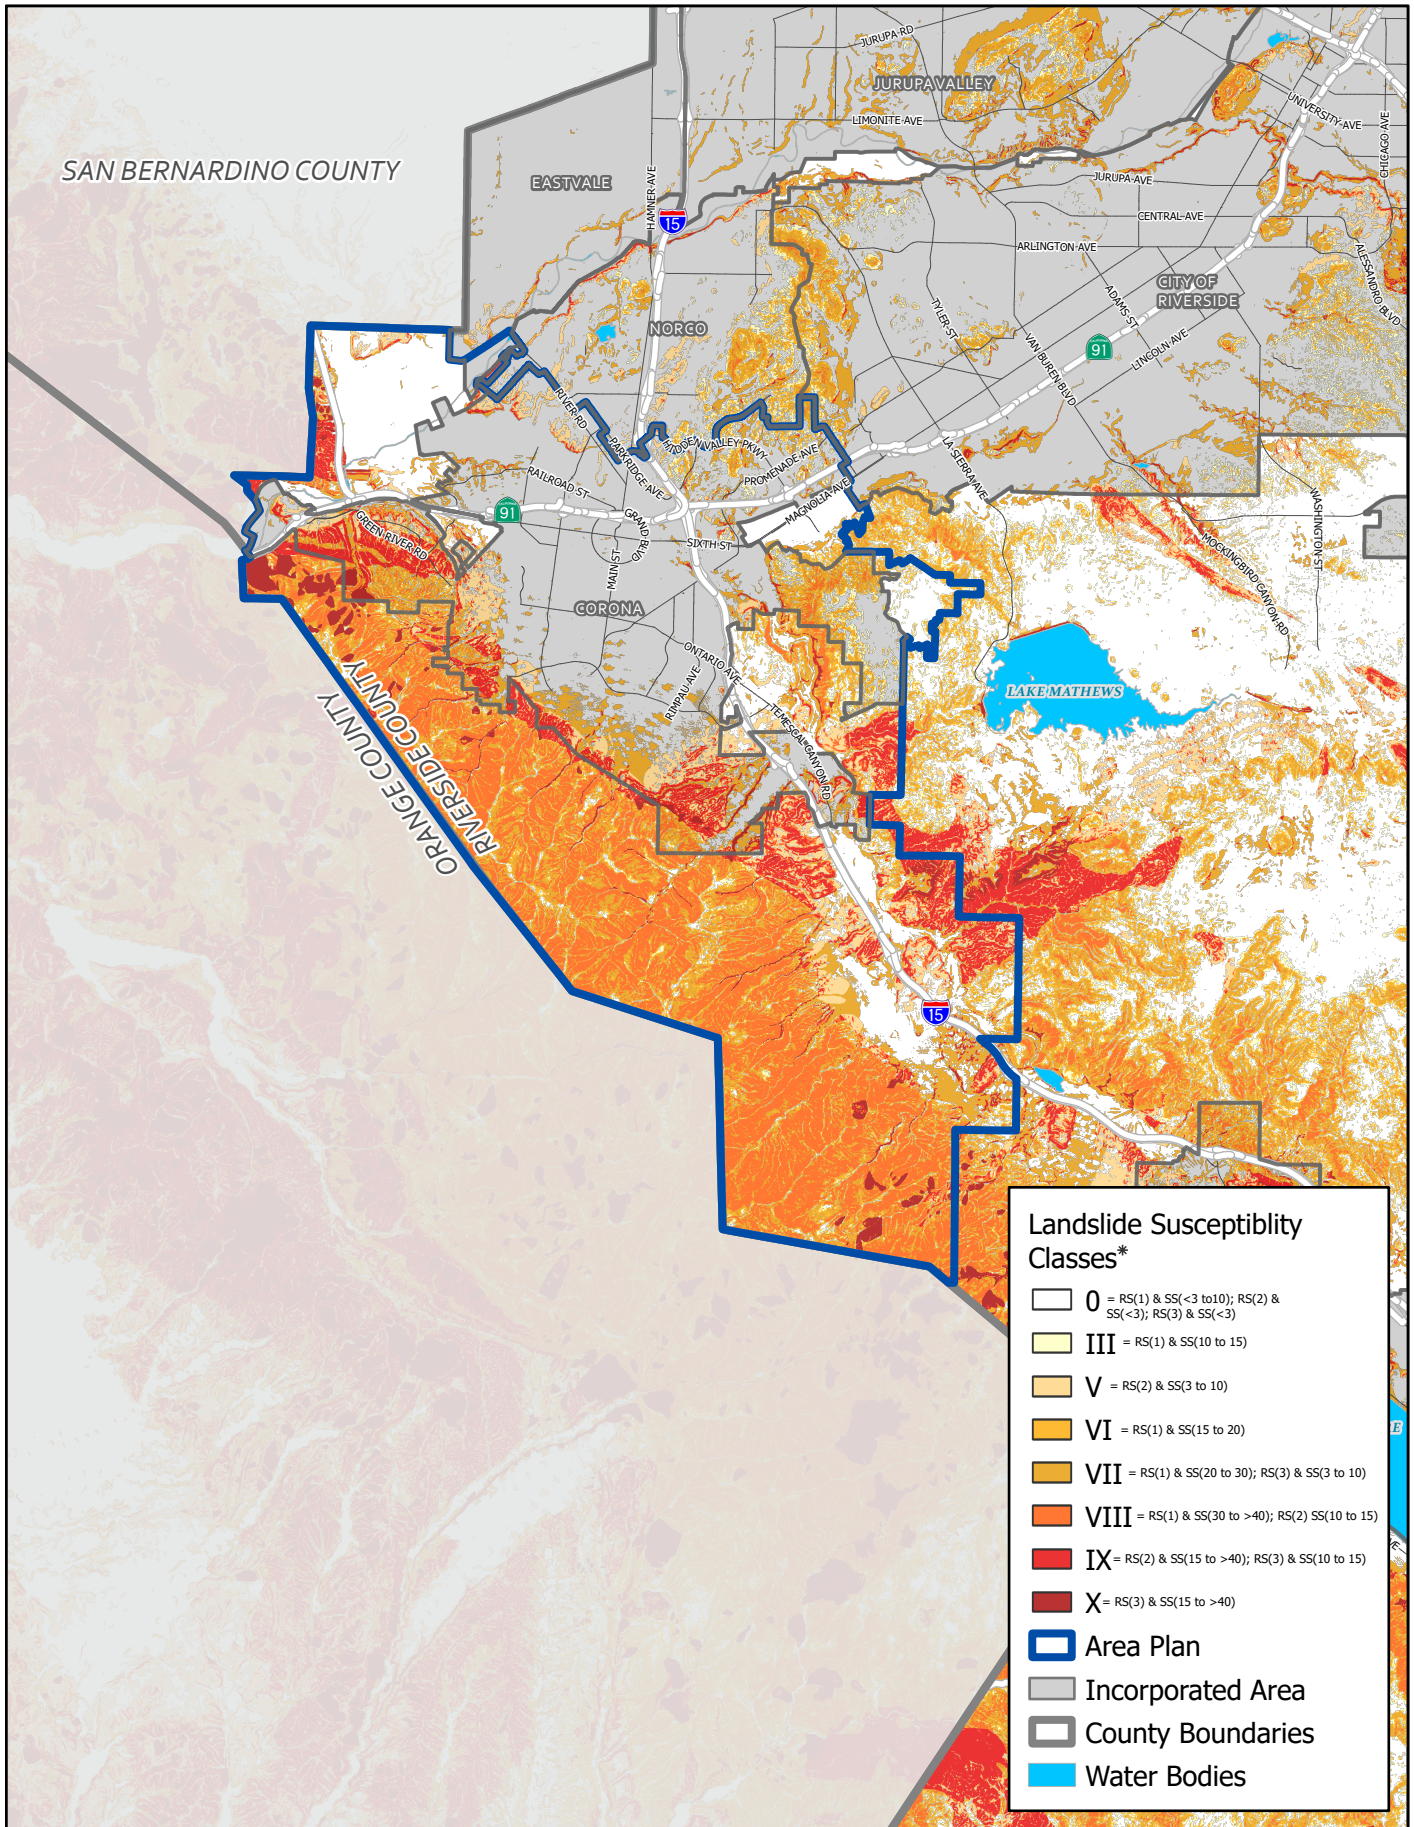 JURUPA RD
JURUPA VALLEY
LIMONITE AVE
UNIVERSITY AVE
CHICAGO AVE
SAN BERNARDINO COUNTY
EASTVALE
HAMNER AVE
15
JURUPA AVE
CENTRAL AVE
ARLINGTON AVE
ALESSANDRO BLVD
CITY OF
RIVERSIDE
ADAMS ST
TYLER ST
NORCO
VAN BUREN BLVD
91
LINCOLN AVE
RIVER RD
PARKRIDGE AVE
HIDDEN VALLEY PKWY
PROMENADE AVE
LA SIERRA AVE
RAILROAD ST
MAGNOLIA AVE
WASHINGTON ST
91
GREEN RIVER RD
GRAND BLVD
SIXTH ST
MAIN ST
MOCKINGBIRD CANYON RD
CORONA
ONTARIO AVE
RIMPAU AVE
LAKE MATHEWS
TEMESCAL CANYON RD
ORANGE COUNTY
RIVERSIDE COUNTY
15
Landslide Susceptiblity
Classes*
0 = RS(1) & SS(<3 to10); RS(2) &
SS(<3); RS(3) & SS(<3)
III = RS(1) & SS(10 to 15)
V = RS(2) & SS(3 to 10)
VI = RS(1) & SS(15 to 20)
VII = RS(1) & SS(20 to 30); RS(3) & SS(3 to 10)
VIII = RS(1) & SS(30 to >40); RS(2) SS(10 to 15)
IX = RS(2) & SS(15 to >40); RS(3) & SS(10 to 15)
X = RS(3) & SS(15 to >40)
Area Plan
Incorporated Area
County Boundaries
Water Bodies